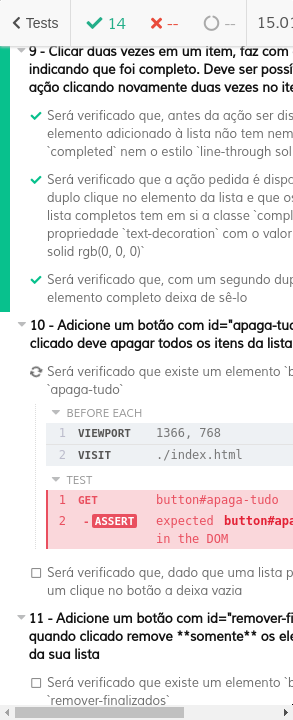 Tests 14 -- -- 15.01
9 - Clicar duas vezes em um item, faz com
indicando que foi completo. Deve ser possí
ação clicando novamente duas vezes no ite
Será verificado que, antes da ação ser dis
elemento adicionado à lista não tem nem
`completed` nem o estilo `line-through sol
Será verificado que a ação pedida é dispa
duplo clique no elemento da lista e que os
lista completos tem em si a classe `compl
propriedade `text-decoration` com o valor
solid rgb(0, 0, 0)`
Será verificado que, com um segundo dup
elemento completo deixa de sê-lo
10 - Adicione um botão com id="apaga-tud
clicado deve apagar todos os itens da lista
Será verificado que existe um elemento `b
`apaga-tudo`
BEFORE EACH
1 VIEWPORT 1366, 768
2 VISIT ./index.html
TEST
1 GET button#apaga-tudo
2 -ASSERT expected button#apa
in the DOM
Será verificado que, dado que uma lista p
um clique no botão a deixa vazia
11 - Adicione um botão com id="remover-fi
quando clicado remove **somente** os ele
da sua lista
Será verificado que existe um elemento `b
`remover-finalizados`